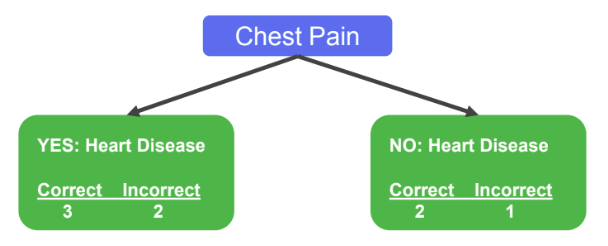 Chest Pain
YES: Heart Disease
Correct Incorrect
3 2
NO: Heart Disease
Correct Incorrect
2 1